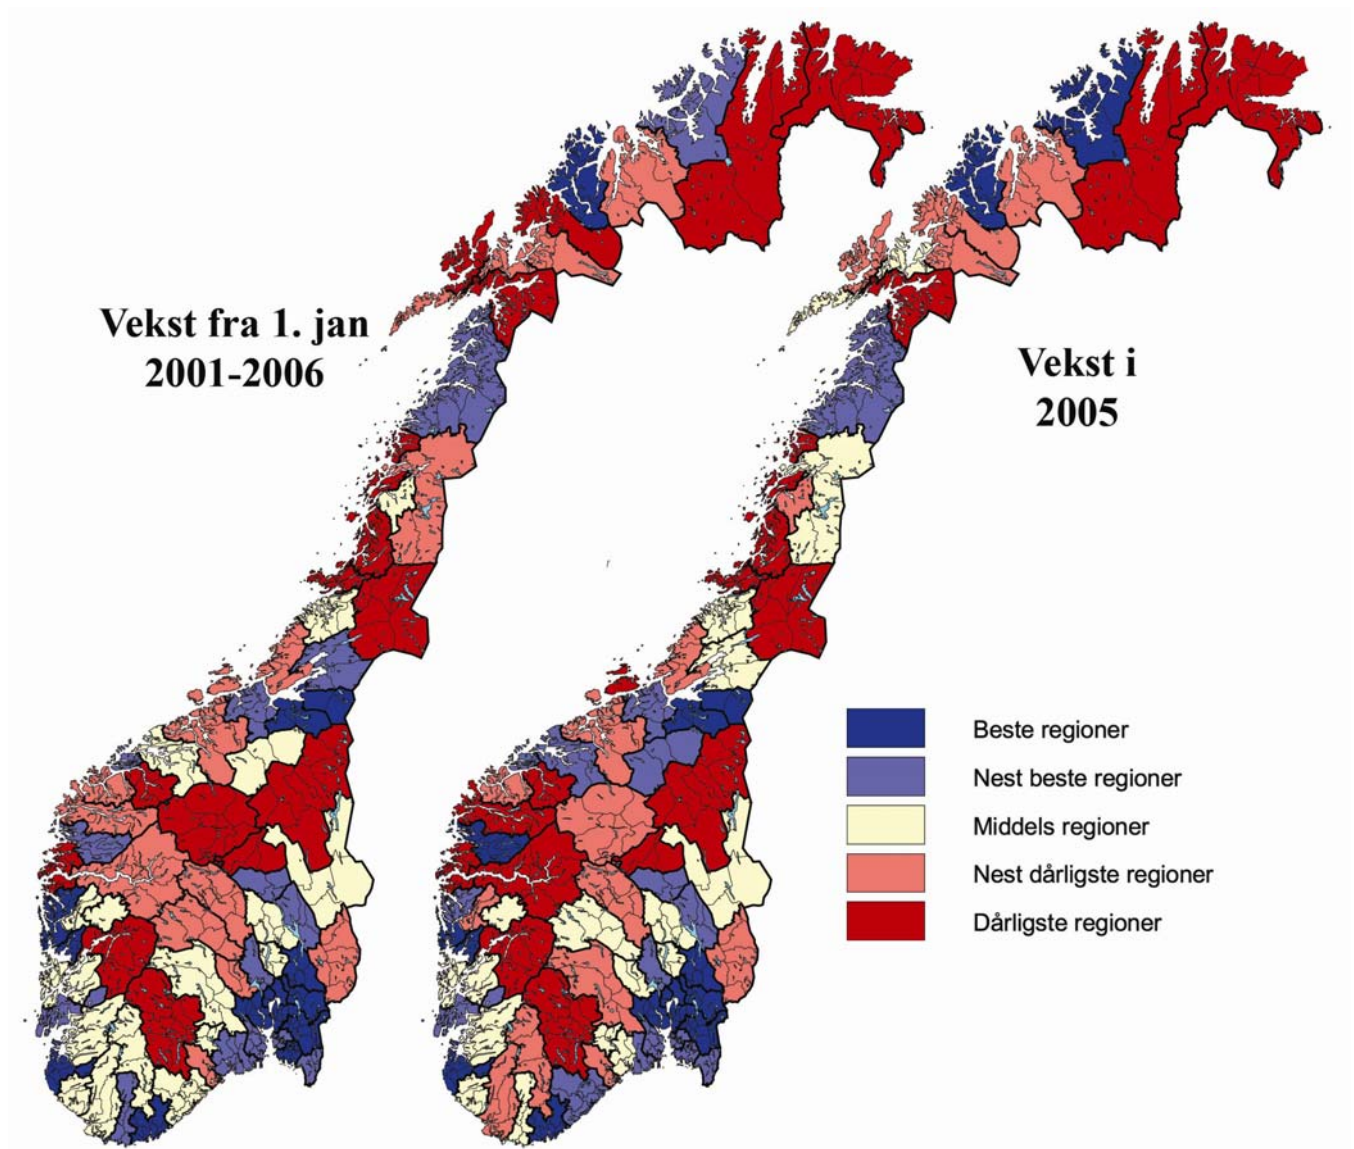 Vekst fra 1. jan
2001-2006
Vekst i
2005
Beste regioner
Nest beste regioner
Middels regioner
Nest dårligste regioner
Dårligste regioner